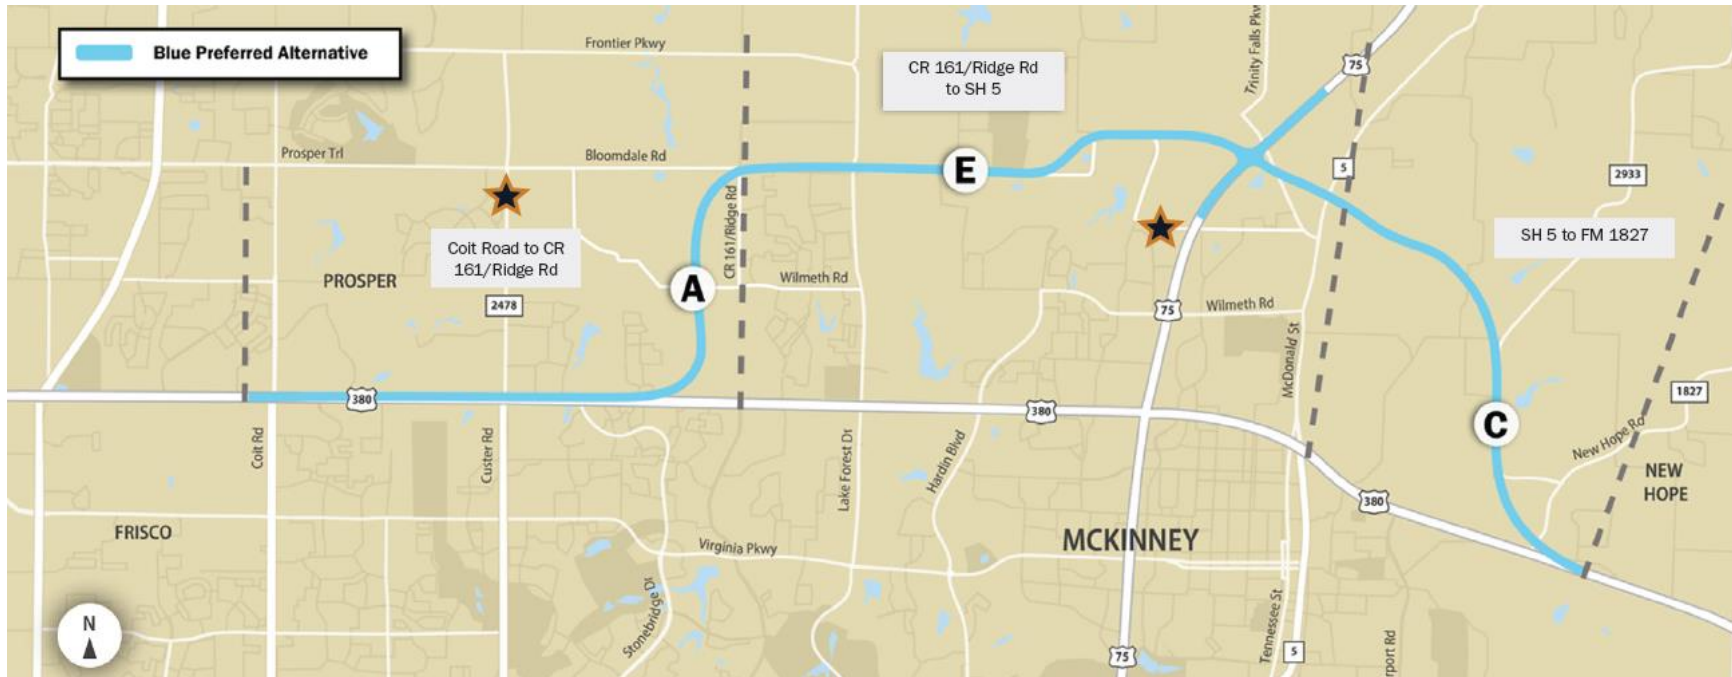 Blue Preferred Alternative
Frontier Pkwy
CR 161/Ridge Rd
to SH 5
Trinity Falls Pkw
75
Prosper Trl
Bloomdale Rd
E
5
2933
CR 161/Ridge Rd
Coit Road to CR
161/Ridge Rd
SH 5 to FM 1827
PROSPER
A
Wilmeth Rd
2478
75
Wilmeth Rd
McDonald St
380
380
1827
C
New Hope Rd
Coit Rd
Custer Rd
Lake Forest Dr
Hardin Blvd
NEW
HOPE
380
FRISCO
Virginia Pkwy
MCKINNEY
Stonebridge Dr
Tennessee St
N
75
5
rport Rd